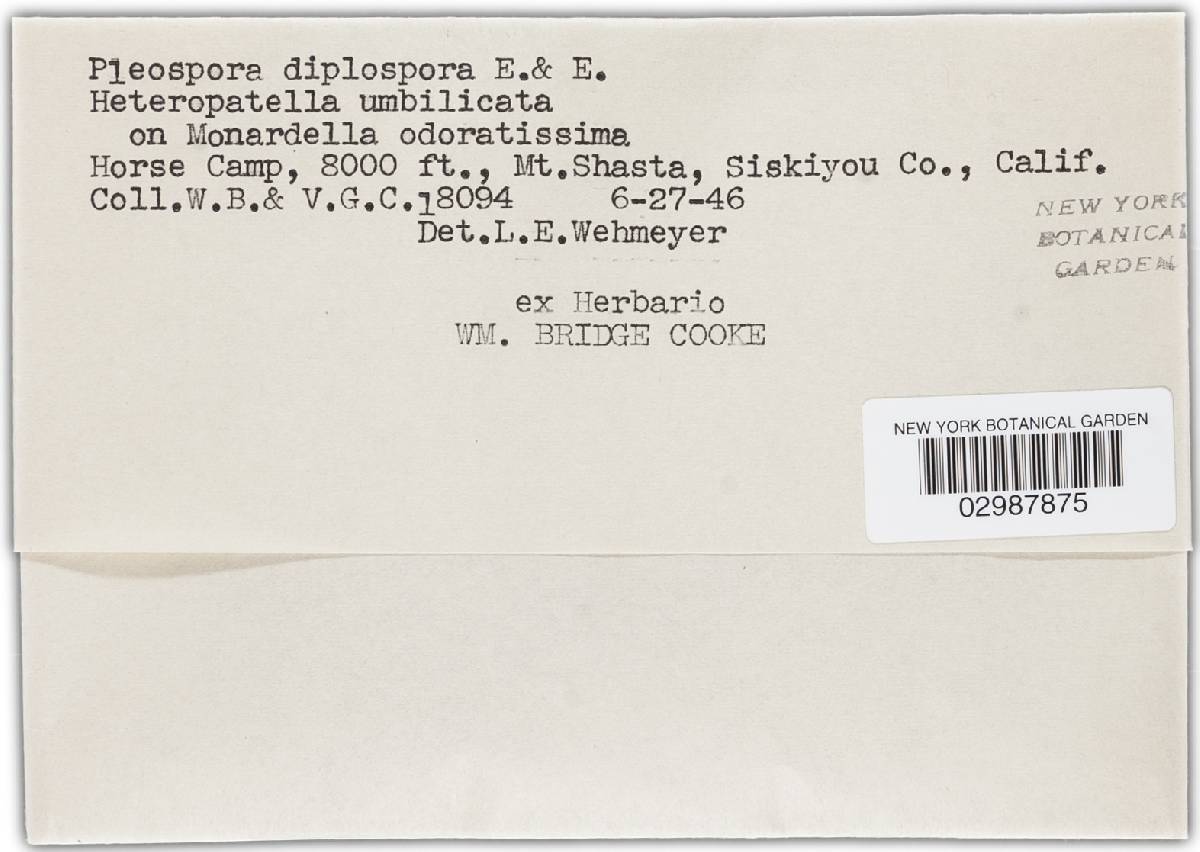 Pleospora diplospora E.& E.
Heteropatella umbilicata
on Monardella odoratissima
Horse Camp, 8000 ft., Mt.Shasta, Siskiyou Co., Calif.
Coll.W.B.& V.G.C.18094 6-27-46
Det.L.E.Wehmeyer
NEW YORK
BOTANICAL
GARDEN
ex Herbario
WM. BRIDGE COOKE
NEW YORK BOTANICAL GARDEN
02987875